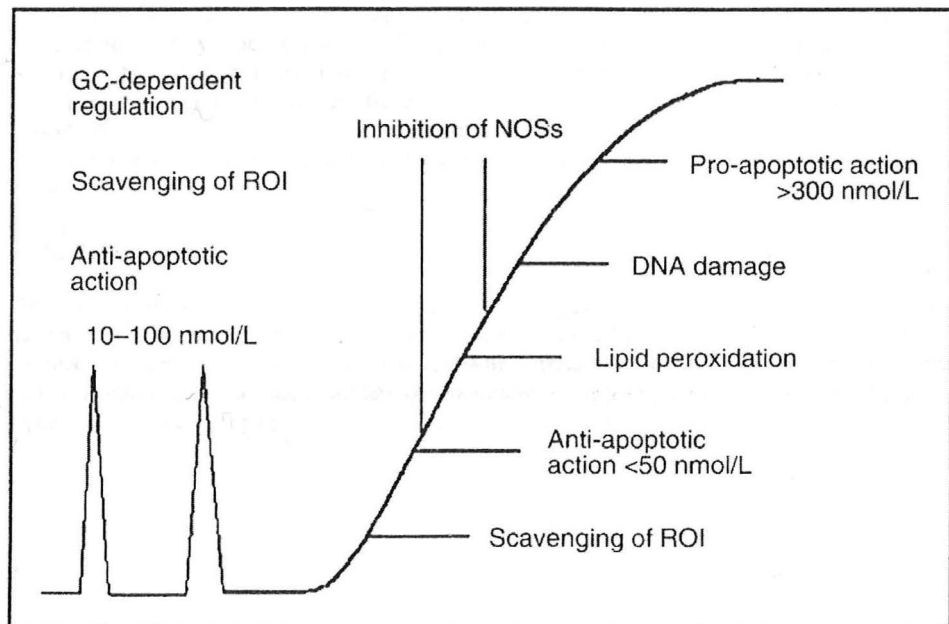 GC-dependent
regulation
Scavenging of ROI
Anti-apoptotic
action
10–100 nmol/L
Inhibition of NOSs
Pro-apoptotic action
>300 nmol/L
DNA damage
Lipid peroxidation
Anti-apoptotic
action <50 nmol/L
Scavenging of ROI